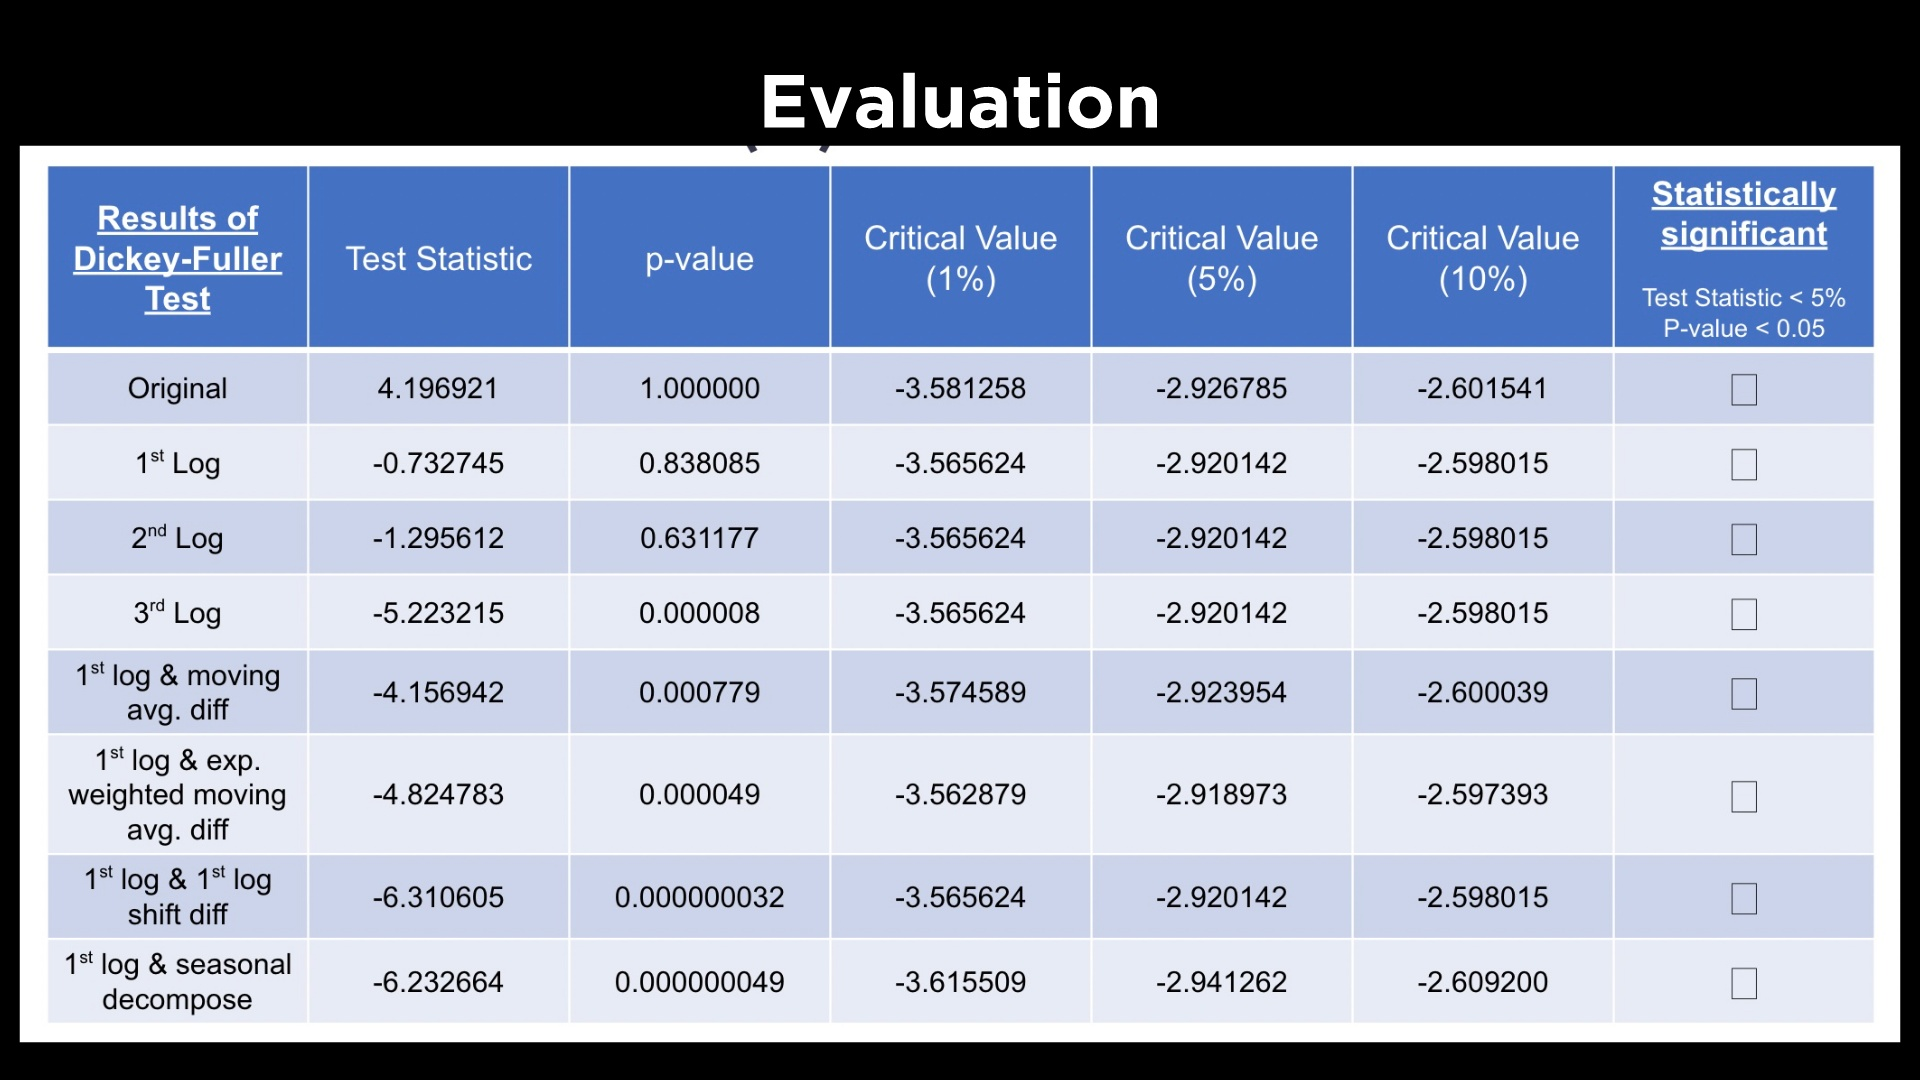 Evaluation
Results of Dickey-Fuller Test | Test Statistic | p-value | Critical Value (1%) | Critical Value (5%) | Critical Value (10%) | Statistically significant Test Statistic < 5% P-value < 0.05
Original | 4.196921 | 1.000000 | -3.581258 | -2.926785 | -2.601541 | □
1st Log | -0.732745 | 0.838085 | -3.565624 | -2.920142 | -2.598015 | □
2nd Log | -1.295612 | 0.631177 | -3.565624 | -2.920142 | -2.598015 | □
3rd Log | -5.223215 | 0.000008 | -3.565624 | -2.920142 | -2.598015 | □
1st log & moving avg. diff | -4.156942 | 0.000779 | -3.574589 | -2.923954 | -2.600039 | □
1st log & exp. weighted moving avg. diff | -4.824783 | 0.000049 | -3.562879 | -2.918973 | -2.597393 | □
1st log & 1st log shift diff | -6.310605 | 0.000000032 | -3.565624 | -2.920142 | -2.598015 | □
1st log & seasonal decompose | -6.232664 | 0.000000049 | -3.615509 | -2.941262 | -2.609200 | □